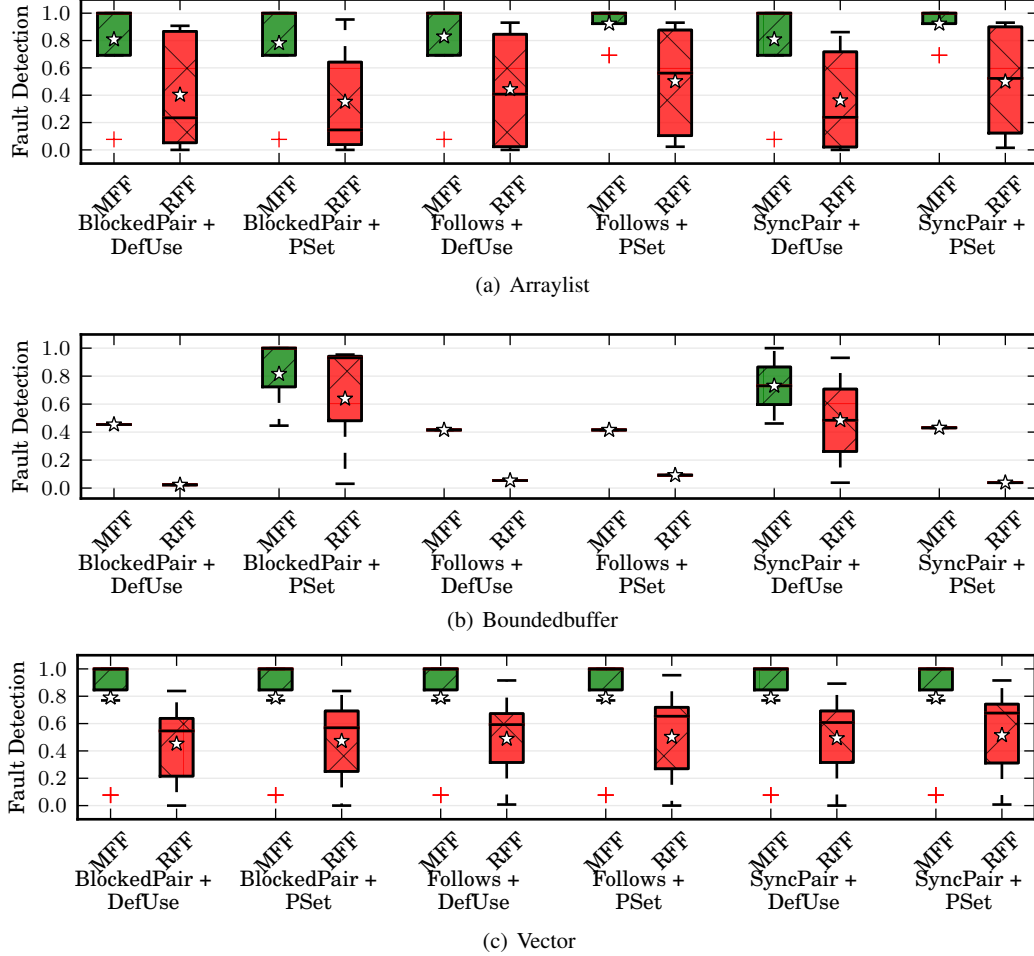 Fault Detection
1.0
0.8
0.6
0.4
0.2
0.0
MFF RFF MFF RFF MFF RFF MFF RFF MFF RFF MFF RFF
BlockedPair + BlockedPair + Follows + Follows + SyncPair + SyncPair +
DefUse PSet DefUse PSet DefUse PSet
(a) Arraylist
Fault Detection
1.0
0.8
0.6
0.4
0.2
0.0
MFF RFF MFF RFF MFF RFF MFF RFF MFF RFF MFF RFF
BlockedPair + BlockedPair + Follows + Follows + SyncPair + SyncPair +
DefUse PSet DefUse PSet DefUse PSet
(b) Boundedbuffer
Fault Detection
1.0
0.8
0.6
0.4
0.2
0.0
MFF RFF MFF RFF MFF RFF MFF RFF MFF RFF MFF RFF
BlockedPair + BlockedPair + Follows + Follows + SyncPair + SyncPair +
DefUse PSet DefUse PSet DefUse PSet
(c) Vector